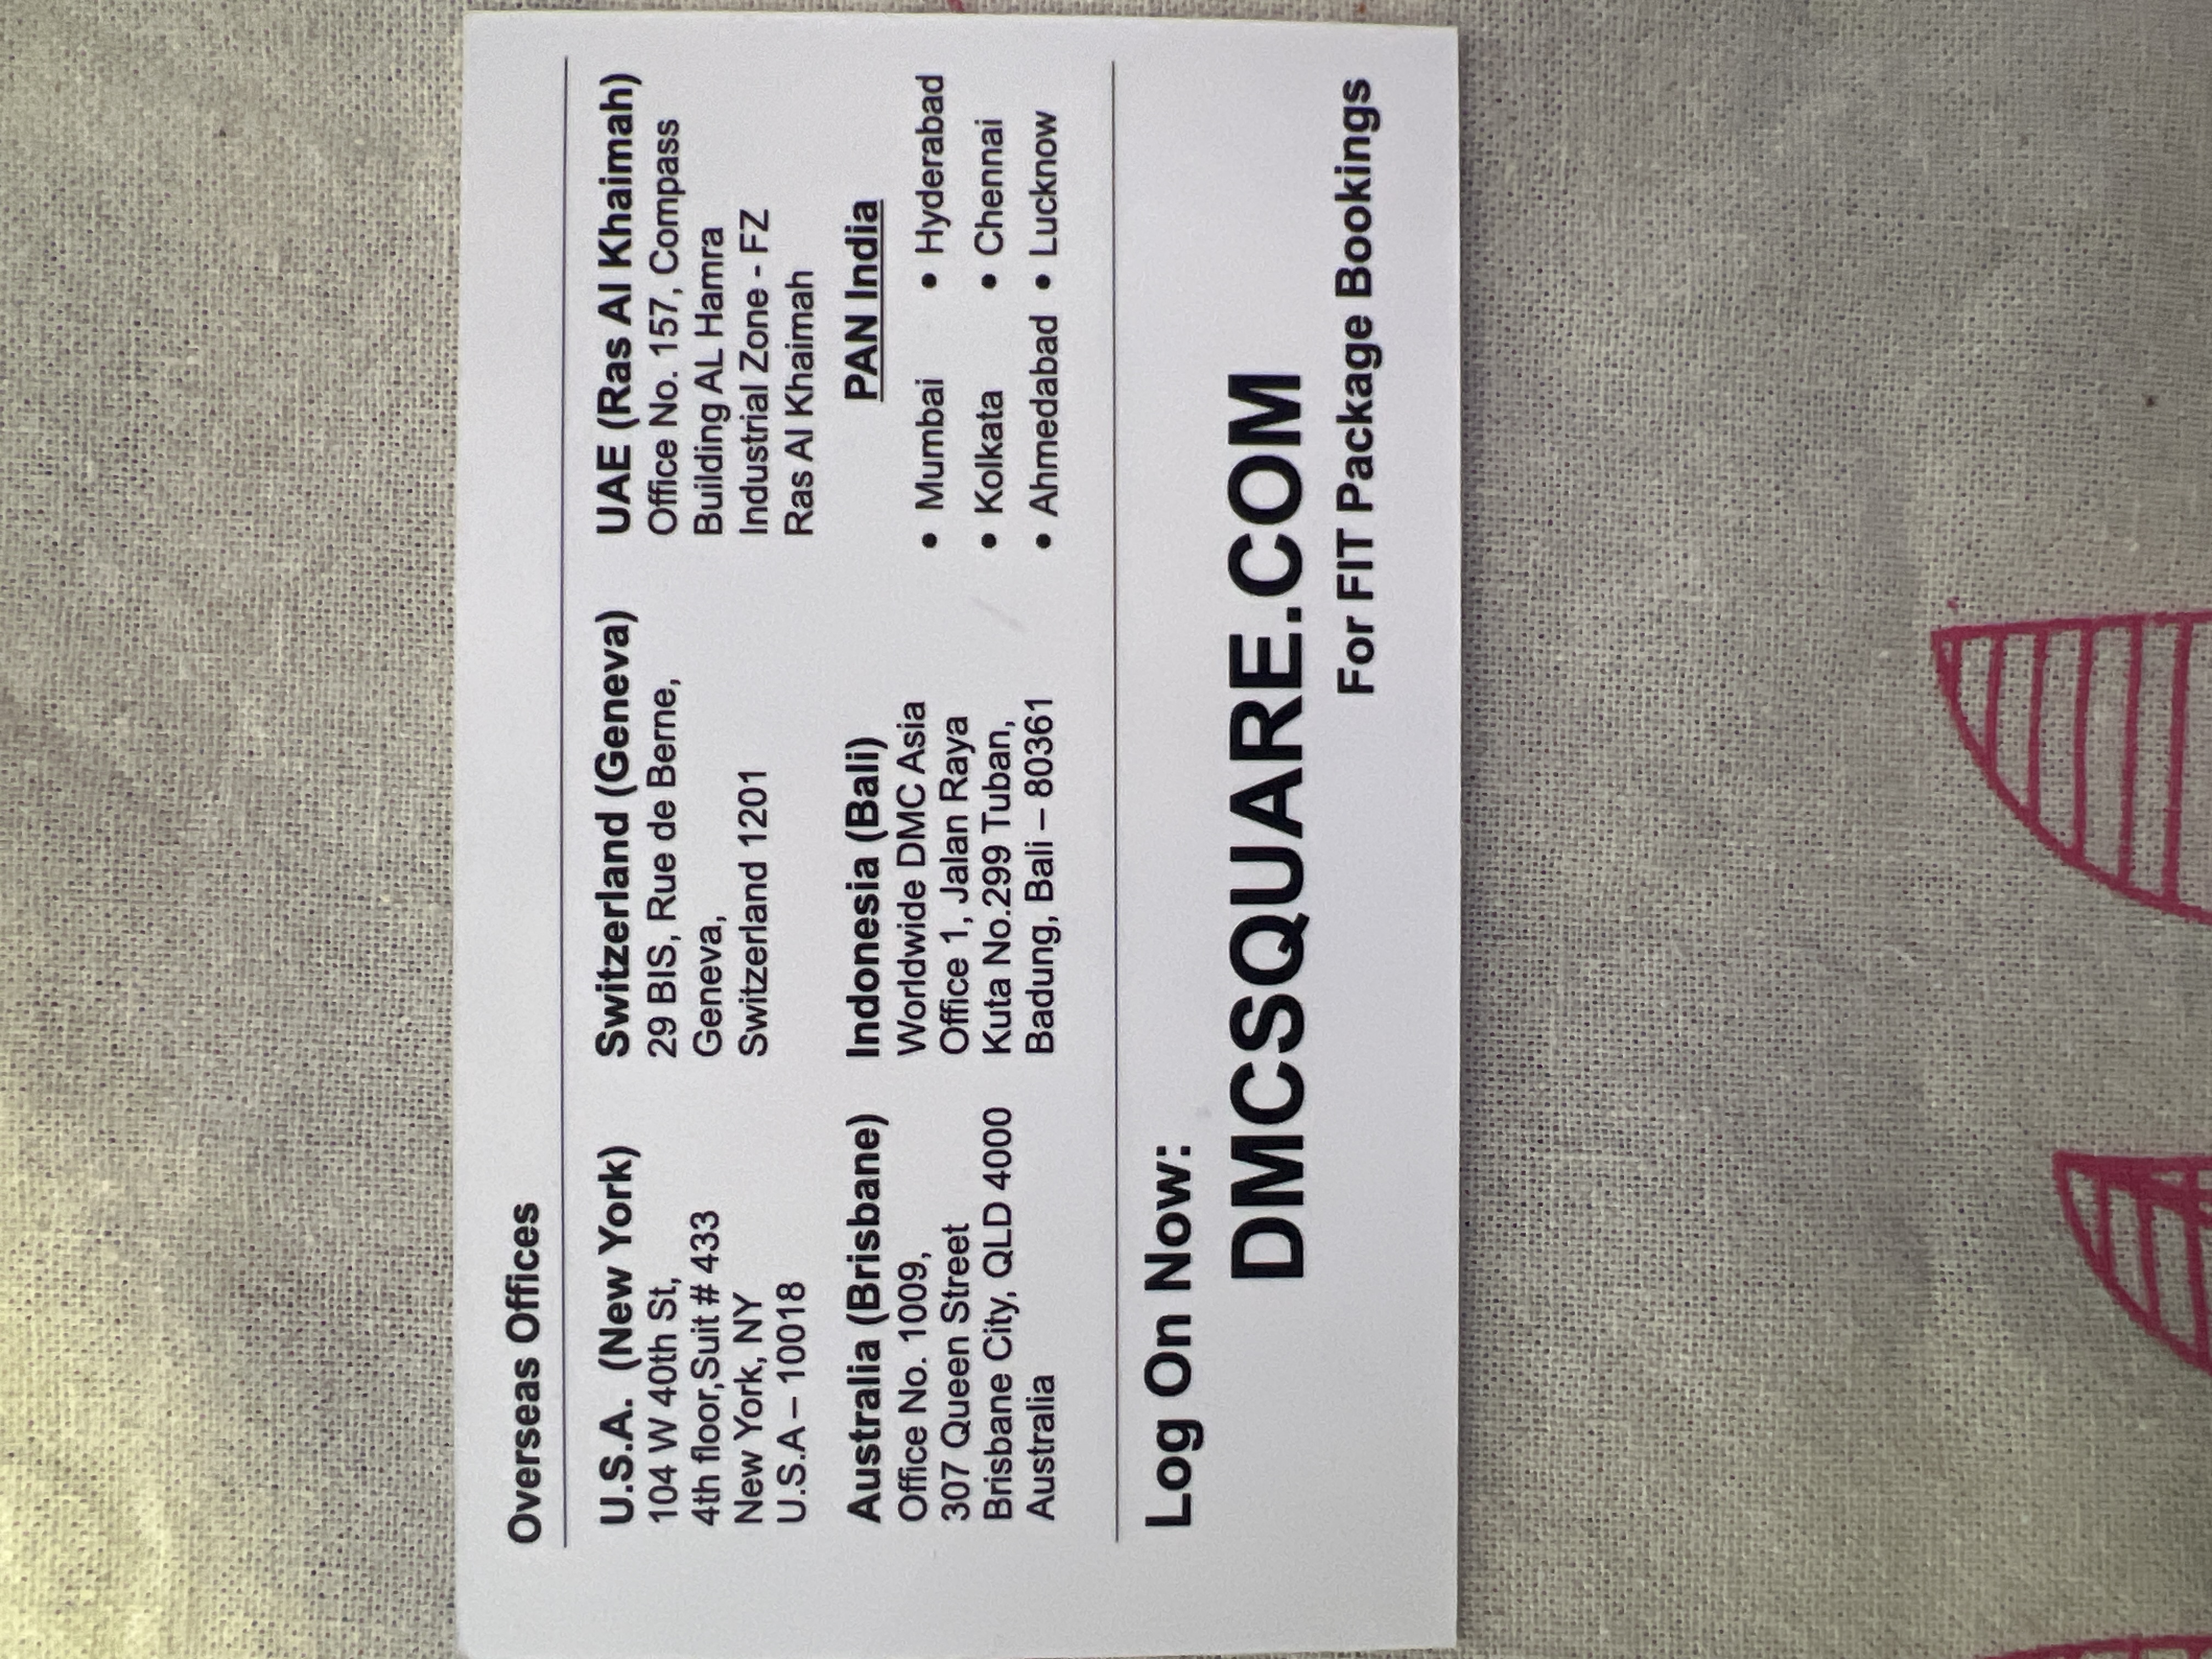 Overseas Offices
U.S.A. (New York)
104 W 40th St,
4th floor,Suit # 433
New York, NY
U.S.A – 10018
Switzerland (Geneva)
29 BIS, Rue de Berne,
Geneva,
Switzerland 1201
UAE (Ras Al Khaimah)
Office No. 157, Compass
Building AL Hamra
Industrial Zone - FZ
Ras Al Khaimah
Australia (Brisbane)
Office No. 1009,
307 Queen Street
Brisbane City, QLD 4000
Australia
Indonesia (Bali)
Worldwide DMC Asia
Office 1, Jalan Raya
Kuta No.299 Tuban,
Badung, Bali – 80361
PAN India
• Mumbai • Hyderabad
• Kolkata • Chennai
• Ahmedabad • Lucknow
Log On Now:
DMCSQUARE.COM
For FIT Package Bookings